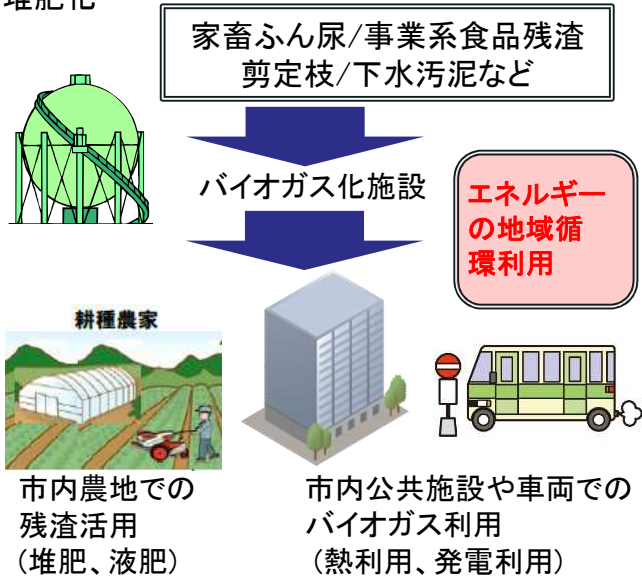 堆肥化
家畜ふん尿/事業系食品残渣
剪定枝/下水汚泥など
バイオガス化施設
エネルギー
の地域循
環利用
耕種農家
市内農地での
残渣活用
(堆肥、液肥)
市内公共施設や車両での
バイオガス利用
(熱利用、発電利用)